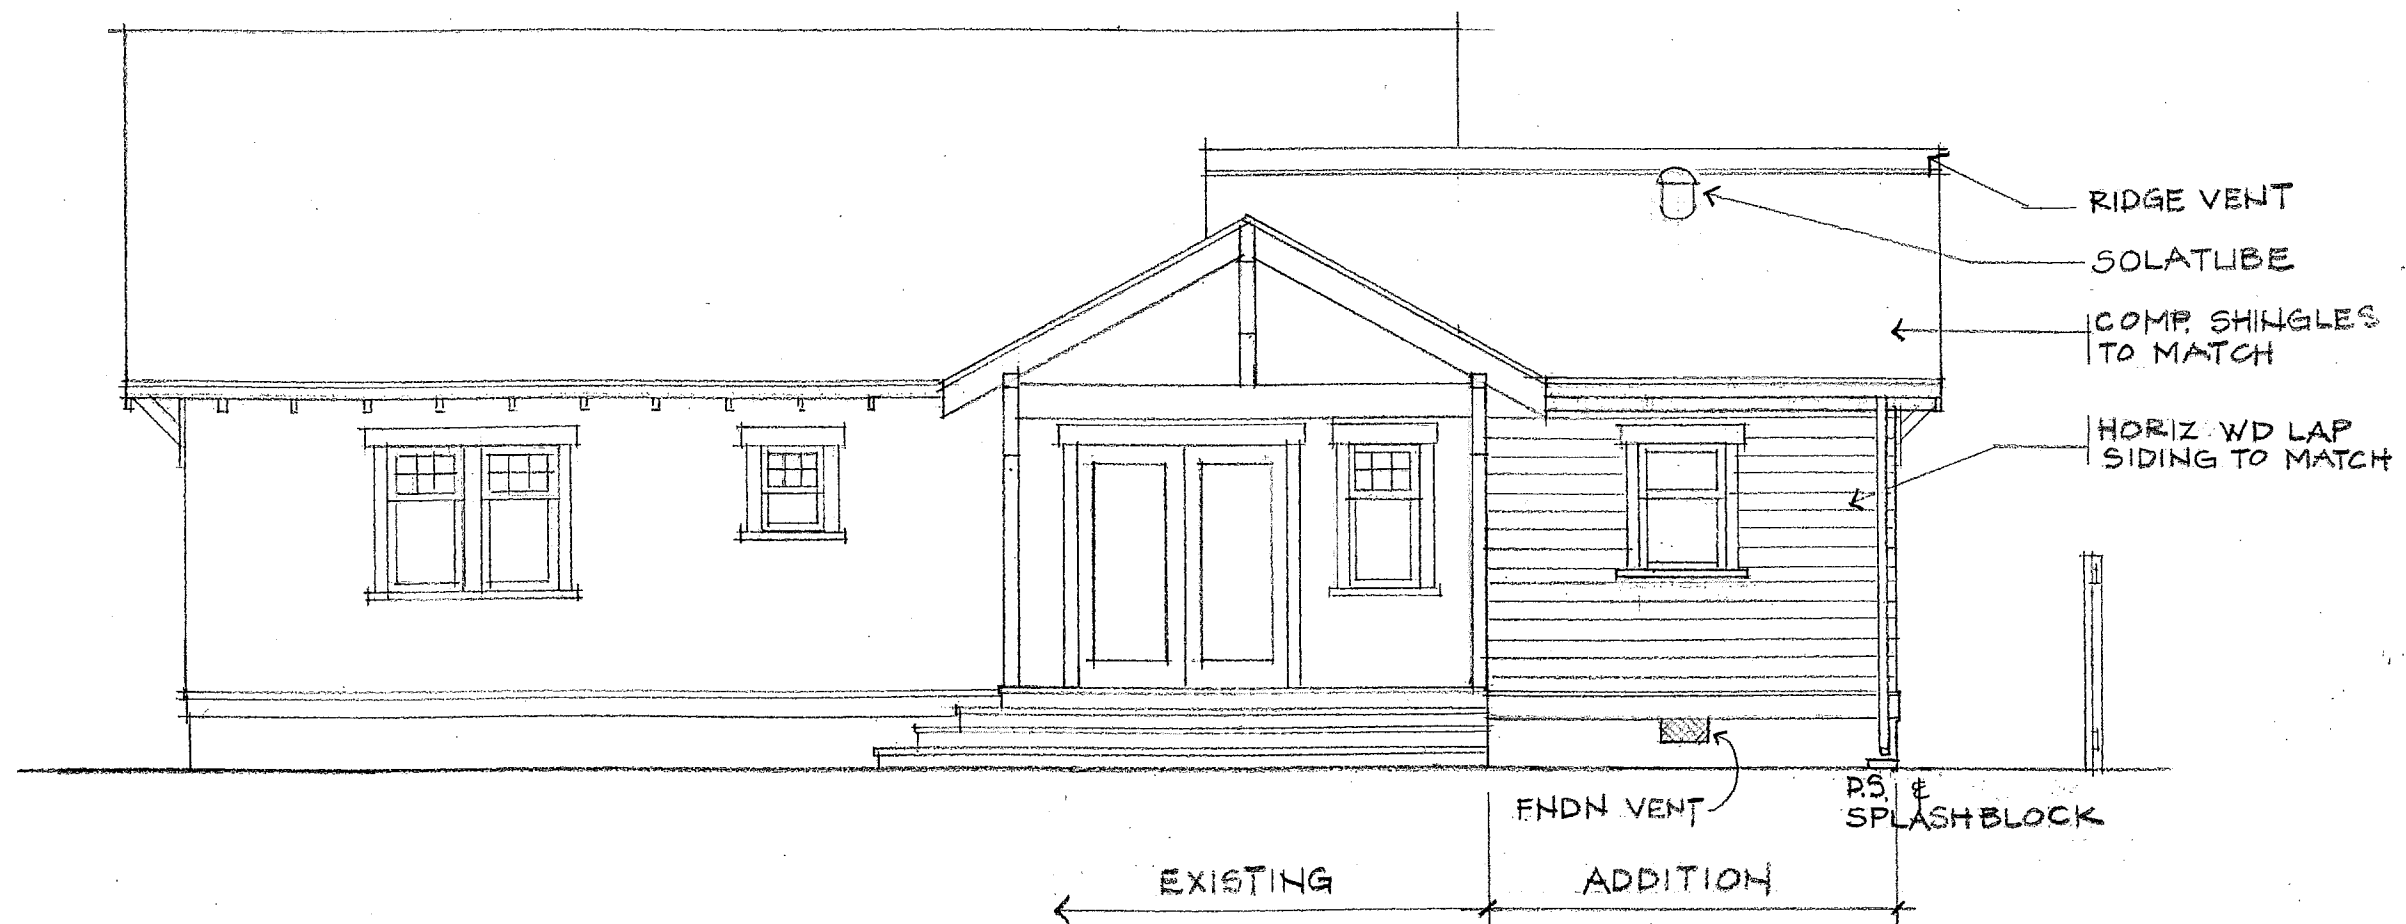 RIDGE VENT
SOLATUBE
COMP. SHINGLES
TO MATCH
HORIZ WD LAP
SIDING TO MATCH
FNDN VENT
D.S. &
SPLASHBLOCK
EXISTING
ADDITION